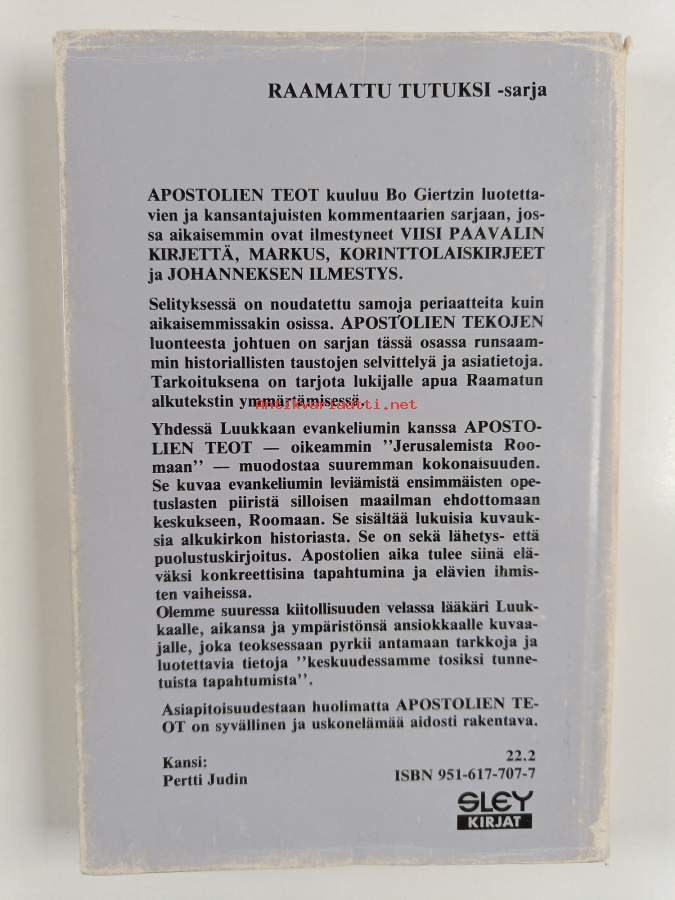 RAAMATTU TUTUKSI -sarja
APOSTOLIEN TEOT kuuluu Bo Giertzin luotetta-
vien ja kansantajuisten kommentaarien sarjaan, jos-
sa aikaisemmin ovat ilmestyneet VIISI PAAVALIN
KIRJETTÄ, MARKUS, KORINTTOLAISKIRJEET
ja JOHANNEKSEN ILMESTYS.
Selityksessä on noudatettu samoja periaatteita kuin
aikaisemmissakin osissa. APOSTOLIEN TEKOJEN
luonteesta johtuen on sarjan tässä osassa runsaam-
min historiallisten taustojen selvittelyä ja asiatietoja.
Tarkoituksena on tarjota lukijalle apua Raamatun
alkutekstin ymmärtämisessä.
Antikvariaatti.net
Yhdessä Luukkaan evankeliumin kanssa APOSTO-
LIEN TEOT — oikeammin "Jerusalemista Roo-
maan" — muodostaa suuremman kokonaisuuden.
Se kuvaa evankeliumin leviämistä ensimmäisten ope-
tuslasten piiristä silloisen maailman ehdottomaan
keskukseen, Roomaan. Se sisältää lukuisia kuvauk-
sia alkukirkon historiasta. Se on sekä lähetys- että
puolustuskirjoitus. Apostolien aika tulee siinä elä-
väksi konkreettisina tapahtumina ja elävien ihmis-
ten vaiheissa.
Olemme suuressa kiitollisuuden velassa lääkäri Luuk-
kaalle, aikansa ja ympäristönsä ansiokkaalle kuvaa-
jalle, joka teoksessaan pyrkii antamaan tarkkoja ja
luotettavia tietoja "keskuudessamme tosiksi tunne-
tuista tapahtumista".
Asiapitoisuudestaan huolimatta APOSTOLIEN TE-
OT on syvällinen ja uskonelämää aidosti rakentava.
Kansi:
Pertti Judin
22.2
ISBN 951-617-707-7
SLEY
KIRJAT